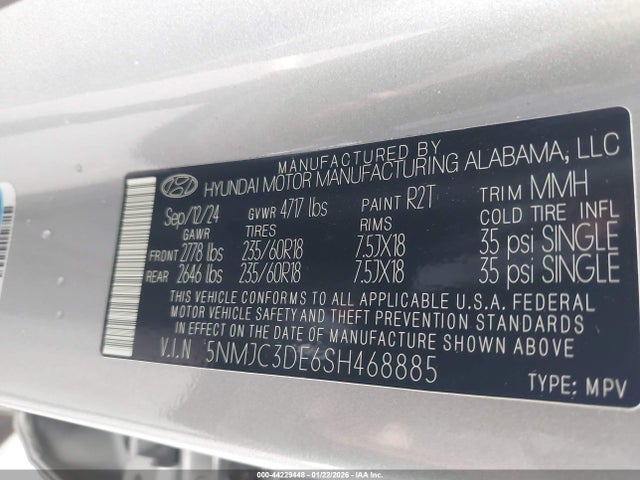 MANUFACTURED BY
HYUNDAI MOTOR MANUFACTURING ALABAMA, LLC
Sep/12/24 GVWR 4717 lbs PAINT R2T TRIM MMH
GAWR TIRES RIMS COLD TIRE INFL
FRONT 2778 lbs 235/60R18 7.5JX18 35 psi SINGLE
REAR 2646 lbs 235/60R18 7.5JX18 35 psi SINGLE
THIS VEHICLE CONFORMS TO ALL APPLICABLE U.S.A. FEDERAL
MOTOR VEHICLE SAFETY AND THEFT PREVENTION STANDARDS
IN EFFECT ON THE DATE OF MANUFACTURE SHOWN ABOVE
V.I.N 5NMJC3DE6SH468885
TYPE: MPV
000-44229448 - 01/22/2026 - IAA Inc.